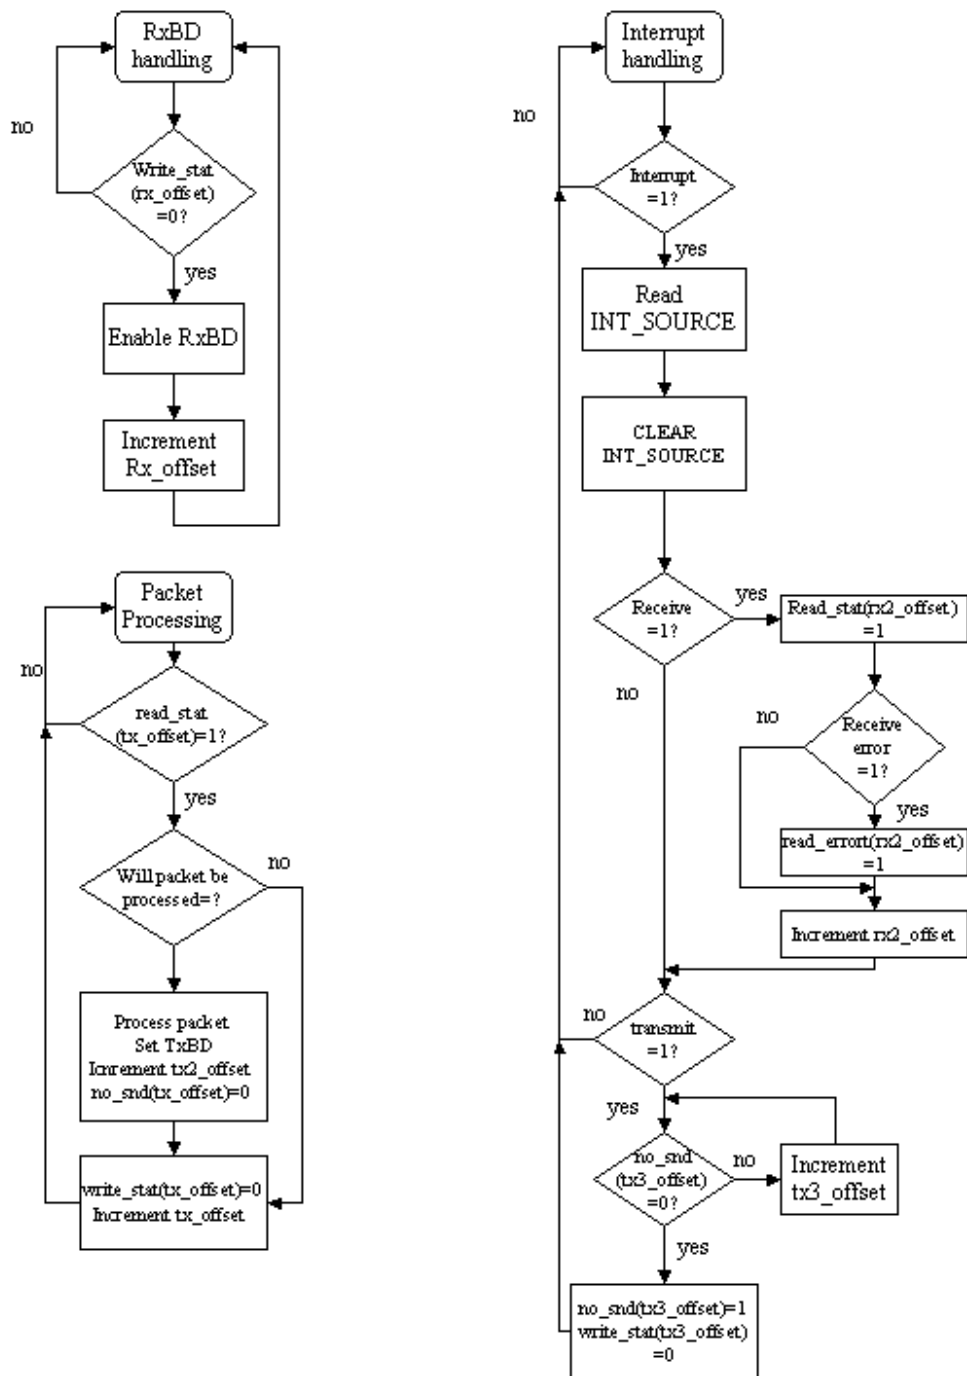 RxBD
handling
no
Write_stat
(rx_offset)
=0?
yes
Enable RxBD
Increment
Rx_offset
Packet
Processing
no
read_stat
(tx_offset)=1?
yes
Will packet be
processed=?
no
Process packet
Set TxBD
Icnrement tx2_offset
no_snd(tx_offset)=0
write_stat(tx_offset)=0
Increment tx_offset
Interrupt
handling
no
Interrupt
=1?
yes
Read
INT_SOURCE
CLEAR
INT_SOURCE
Receive
=1?
yes
Read_stat(rx2_offset)
=1
no
no
Receive
error
=1?
yes
read_errort(rx2_offset)
=1
Increment rx2_offset
no
transmit
=1?
yes
no_snd
(tx3_offset)
=0?
no
Increment
tx3_offset
yes
no_snd(tx3_offset)=1
write_stat(tx3_offset)
=0